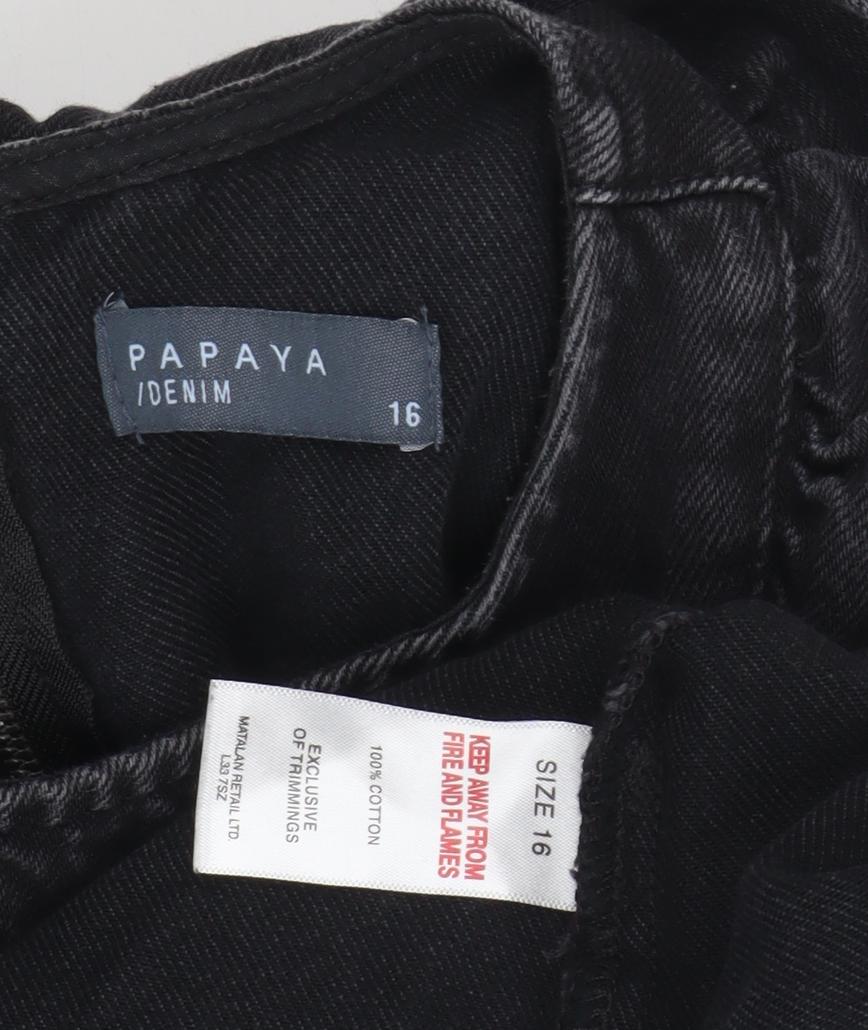 PAPAYA
/DENIM
16
SIZE 16
KEEP AWAY FROM
FIRE AND FLAMES
100% COTTON
EXCLUSIVE
OF TRIMMINGS
MATALAN RETAIL LTD.
L33 7SZ